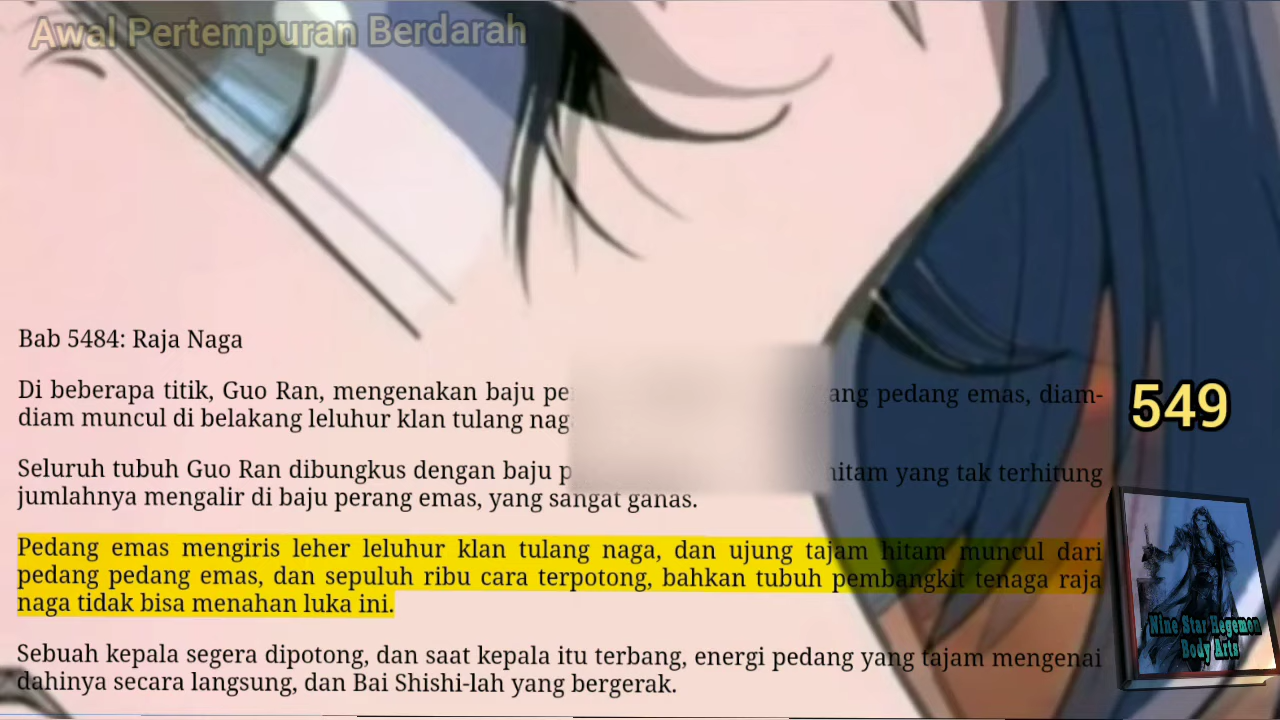 Awal Pertempuran Berdarah
Bab 5484: Raja Naga
Di beberapa titik, Guo Ran, mengenakan baju pedang emas, diam-
diam muncul di belakang leluhur klan tulang
Seluruh tubuh Guo Ran dibungkus dengan baju hitam yang tak terhitung
jumlahnya mengalir di baju perang emas, yang sangat ganas.
549
Pedang emas mengiris leher leluhur klan tulang naga, dan ujung tajam hitam muncul dari
pedang pedang emas, dan sepuluh ribu cara terpotong, bahkan tubuh pembangkit tenaga raja
naga tidak bisa menahan luka ini.
Sebuah kepala segera dipotong, dan saat kepala itu terbang, energi pedang yang tajam mengenai
dahinya secara langsung, dan Bai Shishi-lah yang bergerak.
Nine Star Hegemon
Body Arts